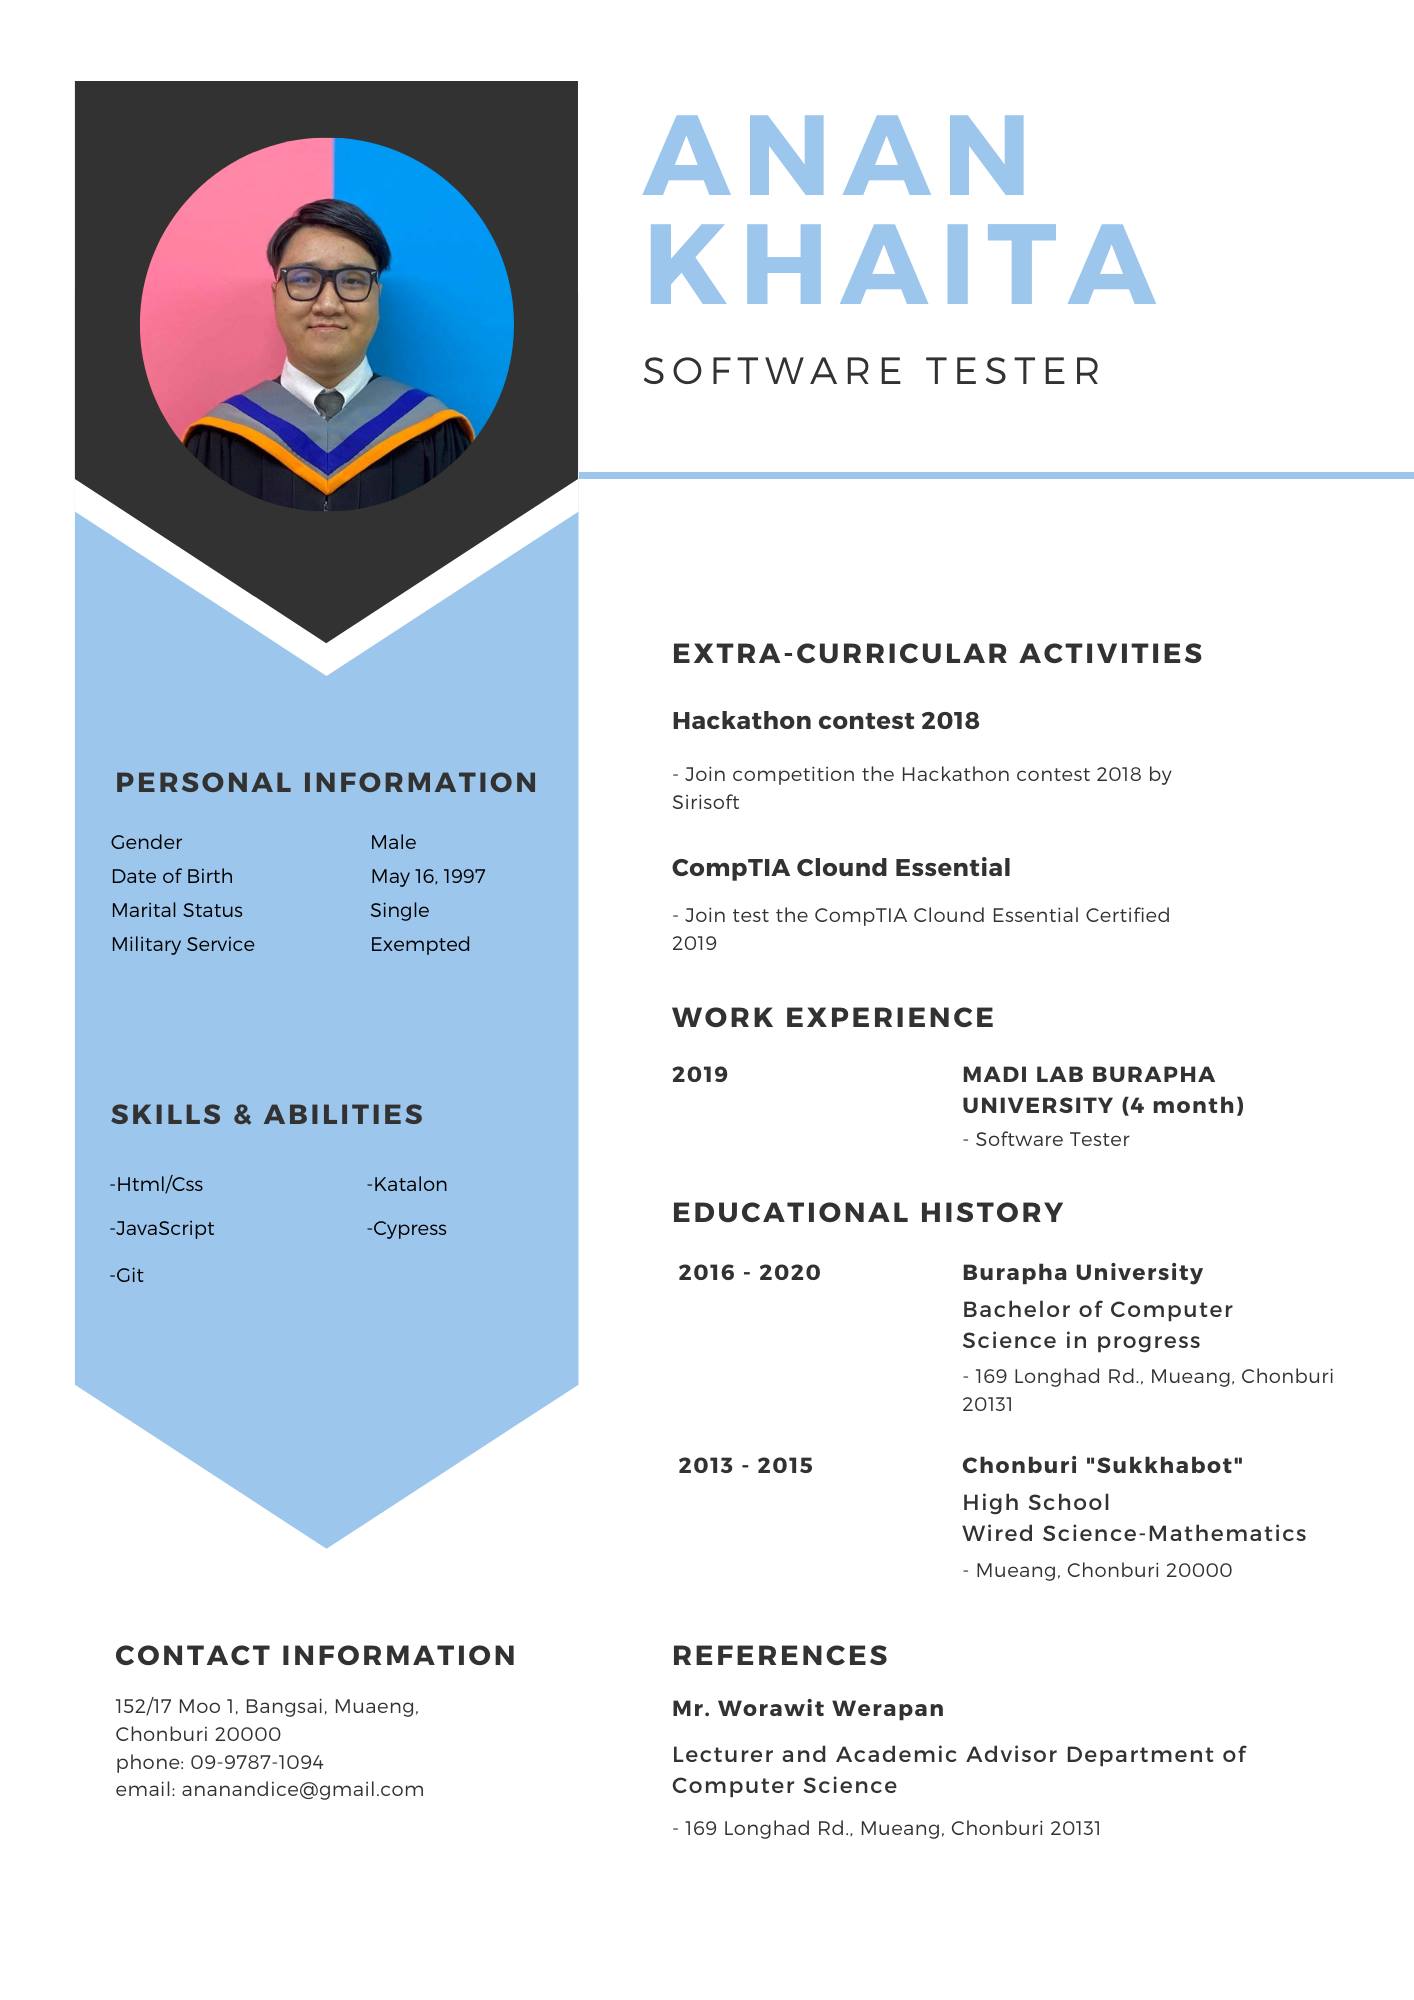 ANAN
KHAITA
SOFTWARE TESTER
PERSONAL INFORMATION
Gender Male
Date of Birth May 16, 1997
Marital Status Single
Military Service Exempted
SKILLS & ABILITIES
-Html/Css -Katalon
-JavaScript -Cypress
-Git
CONTACT INFORMATION
152/17 Moo 1, Bangsai, Muaeng,
Chonburi 20000
phone: 09-9787-1094
email: ananandice@gmail.com
EXTRA-CURRICULAR ACTIVITIES
Hackathon contest 2018
- Join competition the Hackathon contest 2018 by
Sirisoft
CompTIA Clound Essential
- Join test the CompTIA Clound Essential Certified
2019
WORK EXPERIENCE
2019 MADI LAB BURAPHA
UNIVERSITY (4 month)
- Software Tester
EDUCATIONAL HISTORY
2016 - 2020 Burapha University
Bachelor of Computer
Science in progress
- 169 Longhad Rd., Mueang, Chonburi
20131
2013 - 2015 Chonburi "Sukkhabot"
High School
Wired Science-Mathematics
- Mueang, Chonburi 20000
REFERENCES
Mr. Worawit Werapan
Lecturer and Academic Advisor Department of
Computer Science
- 169 Longhad Rd., Mueang, Chonburi 20131